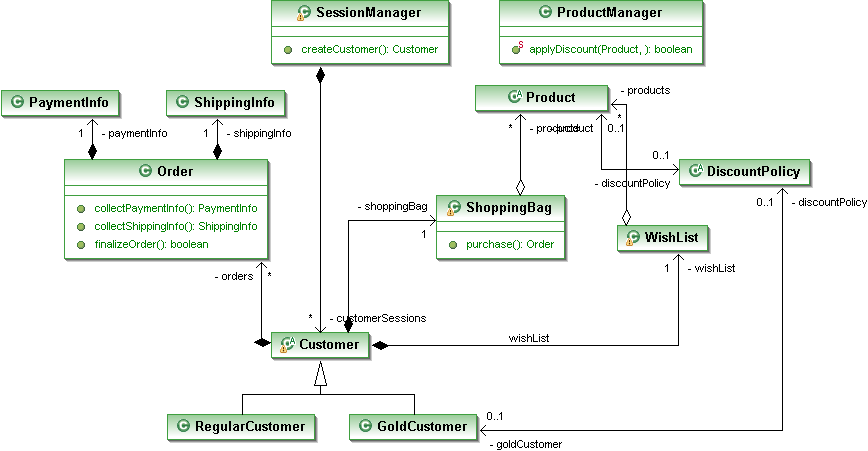 SessionManager
createCustomer(): Customer
ProductManager
applyDiscount(Product, ): boolean
PaymentInfo
ShippingInfo
Product
- products
1
- paymentInfo
1
- shippingInfo
*
- products
- product
0..1
*
Order
collectPaymentInfo(): PaymentInfo
collectShippingInfo(): ShippingInfo
finalizeOrder(): boolean
0..1
- discountPolicy
DiscountPolicy
0..1
- discountPolicy
- shoppingBag
1
ShoppingBag
purchase(): Order
WishList
1
- wishList
- orders
*
*
- customerSessions
Customer
wishList
RegularCustomer
GoldCustomer
0..1
- goldCustomer